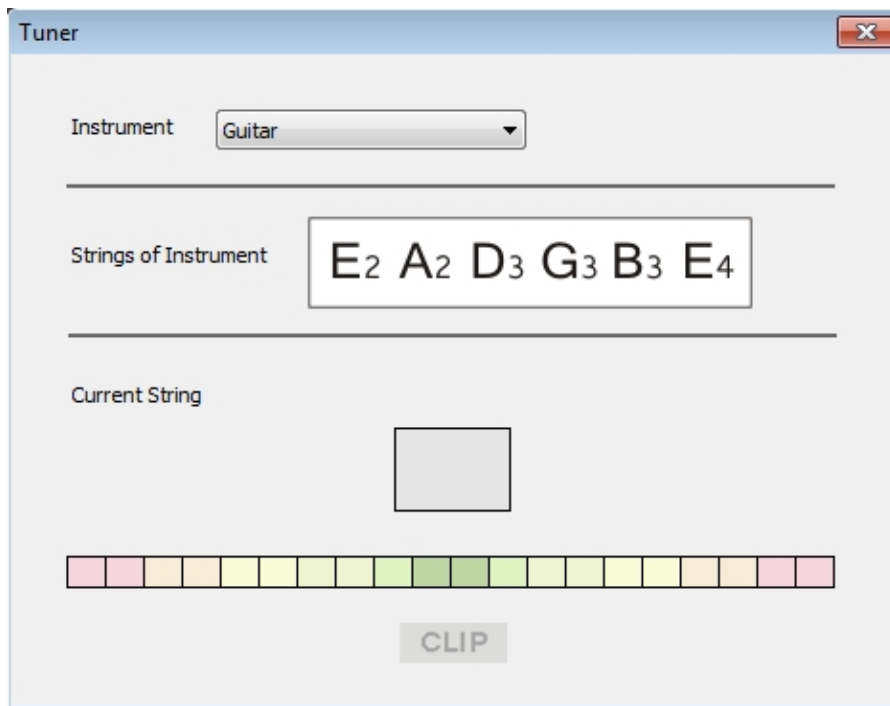 Tuner
Instrument Guitar
Strings of Instrument E2 A2 D3 G3 B3 E4
Current String
CLIP